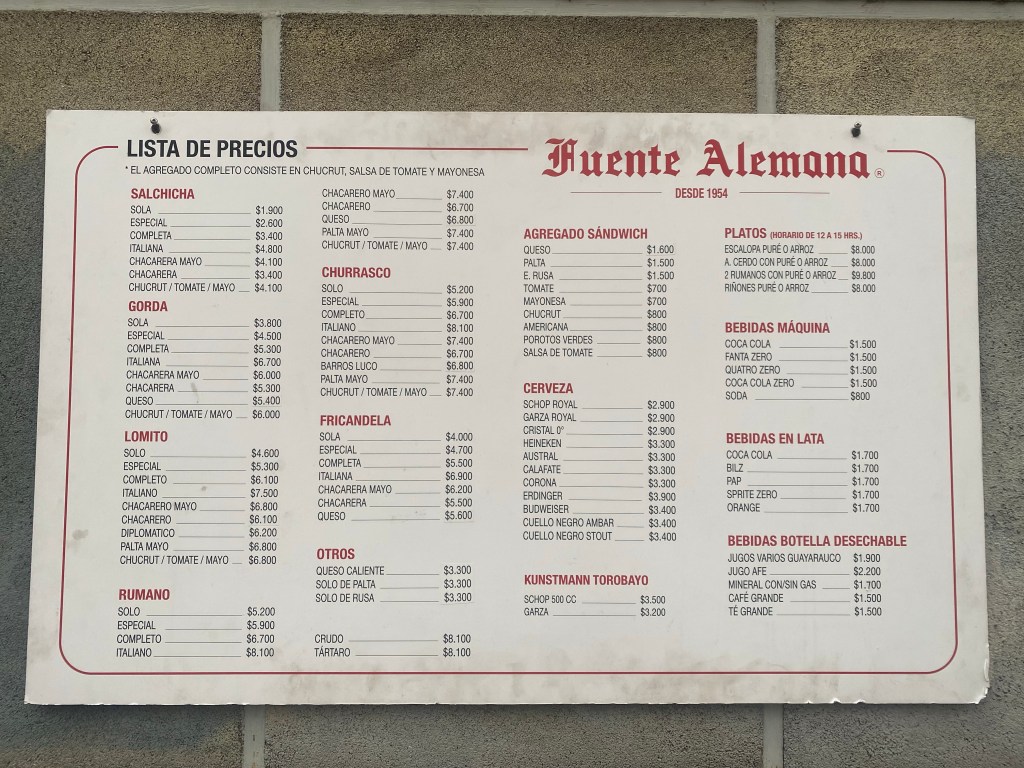 LISTA DE PRECIOS
* EL AGREGADO COMPLETO CONSISTE EN CHUCRUT, SALSA DE TOMATE Y MAYONESA
Fuente Alemana®
DESDE 1954
SALCHICHA
SOLA $1.900
ESPECIAL $2.600
COMPLETA $3.400
ITALIANA $4.800
CHACARERA MAYO $4.100
CHACARERA $3.400
CHUCRUT / TOMATE / MAYO $4.100
GORDA
SOLA $3.800
ESPECIAL $4.500
COMPLETA $5.300
ITALIANA $6.700
CHACARERA MAYO $6.000
CHACARERA $5.300
QUESO $5.400
CHUCRUT / TOMATE / MAYO $6.000
LOMITO
SOLO $4.600
ESPECIAL $5.300
COMPLETO $6.100
ITALIANO $7.500
CHACARERO MAYO $6.800
CHACARERO $6.100
DIPLOMATICO $6.200
PALTA MAYO $6.800
CHUCRUT / TOMATE / MAYO $6.800
RUMANO
SOLO $5.200
ESPECIAL $5.900
COMPLETO $6.700
ITALIANO $8.100
CHACARERO MAYO $7.400
CHACARERO $6.700
QUESO $6.800
PALTA MAYO $7.400
CHUCRUT / TOMATE / MAYO $7.400
CHURRASCO
SOLO $5.200
ESPECIAL $5.900
COMPLETO $6.700
ITALIANO $8.100
CHACARERO MAYO $7.400
CHACARERO $6.700
BARROS LUCO $6.800
PALTA MAYO $7.400
CHUCRUT / TOMATE / MAYO $7.400
FRICANDELA
SOLA $4.000
ESPECIAL $4.700
COMPLETA $5.500
ITALIANA $6.900
CHACARERA MAYO $6.200
CHACARERA $5.500
QUESO $5.600
OTROS
QUESO CALIENTE $3.300
SOLO DE PALTA $3.300
SOLO DE RUSA $3.300
CRUDO $8.100
TÁRTARO $8.100
AGREGADO SÁNDWICH
QUESO $1.600
PALTA $1.500
E. RUSA $1.500
TOMATE $700
MAYONESA $700
CHUCRUT $800
AMERICANA $800
POROTOS VERDES $800
SALSA DE TOMATE $800
CERVEZA
SCHOP ROYAL $2.900
GARZA ROYAL $2.900
CRISTAL 0° $2.900
HEINEKEN $3.300
AUSTRAL $3.300
CALAFATE $3.300
CORONA $3.300
ERDINGER $3.900
BUDWEISER $3.400
CUELLO NEGRO AMBAR $3.400
CUELLO NEGRO STOUT $3.400
KUNSTMANN TOROBAYO
SCHOP 500 CC $3.500
GARZA $3.200
PLATOS (HORARIO DE 12 A 15 HRS.)
ESCALOPA PURÉ O ARROZ $8.000
A. CERDO CON PURÉ O ARROZ $8.000
2 RUMANOS CON PURÉ O ARROZ $9.800
RIÑONES PURÉ O ARROZ $8.000
BEBIDAS MÁQUINA
COCA COLA $1.500
FANTA ZERO $1.500
QUATRO ZERO $1.500
COCA COLA ZERO $1.500
SODA $800
BEBIDAS EN LATA
COCA COLA $1.700
BILZ $1.700
PAP $1.700
SPRITE ZERO $1.700
ORANGE $1.700
BEBIDAS BOTELLA DESECHABLE
JUGOS VARIOS GUAYARAUCO $1.900
JUGO AFE $2.200
MINERAL CON/SIN GAS $1.700
CAFÉ GRANDE $1.500
TÉ GRANDE $1.500